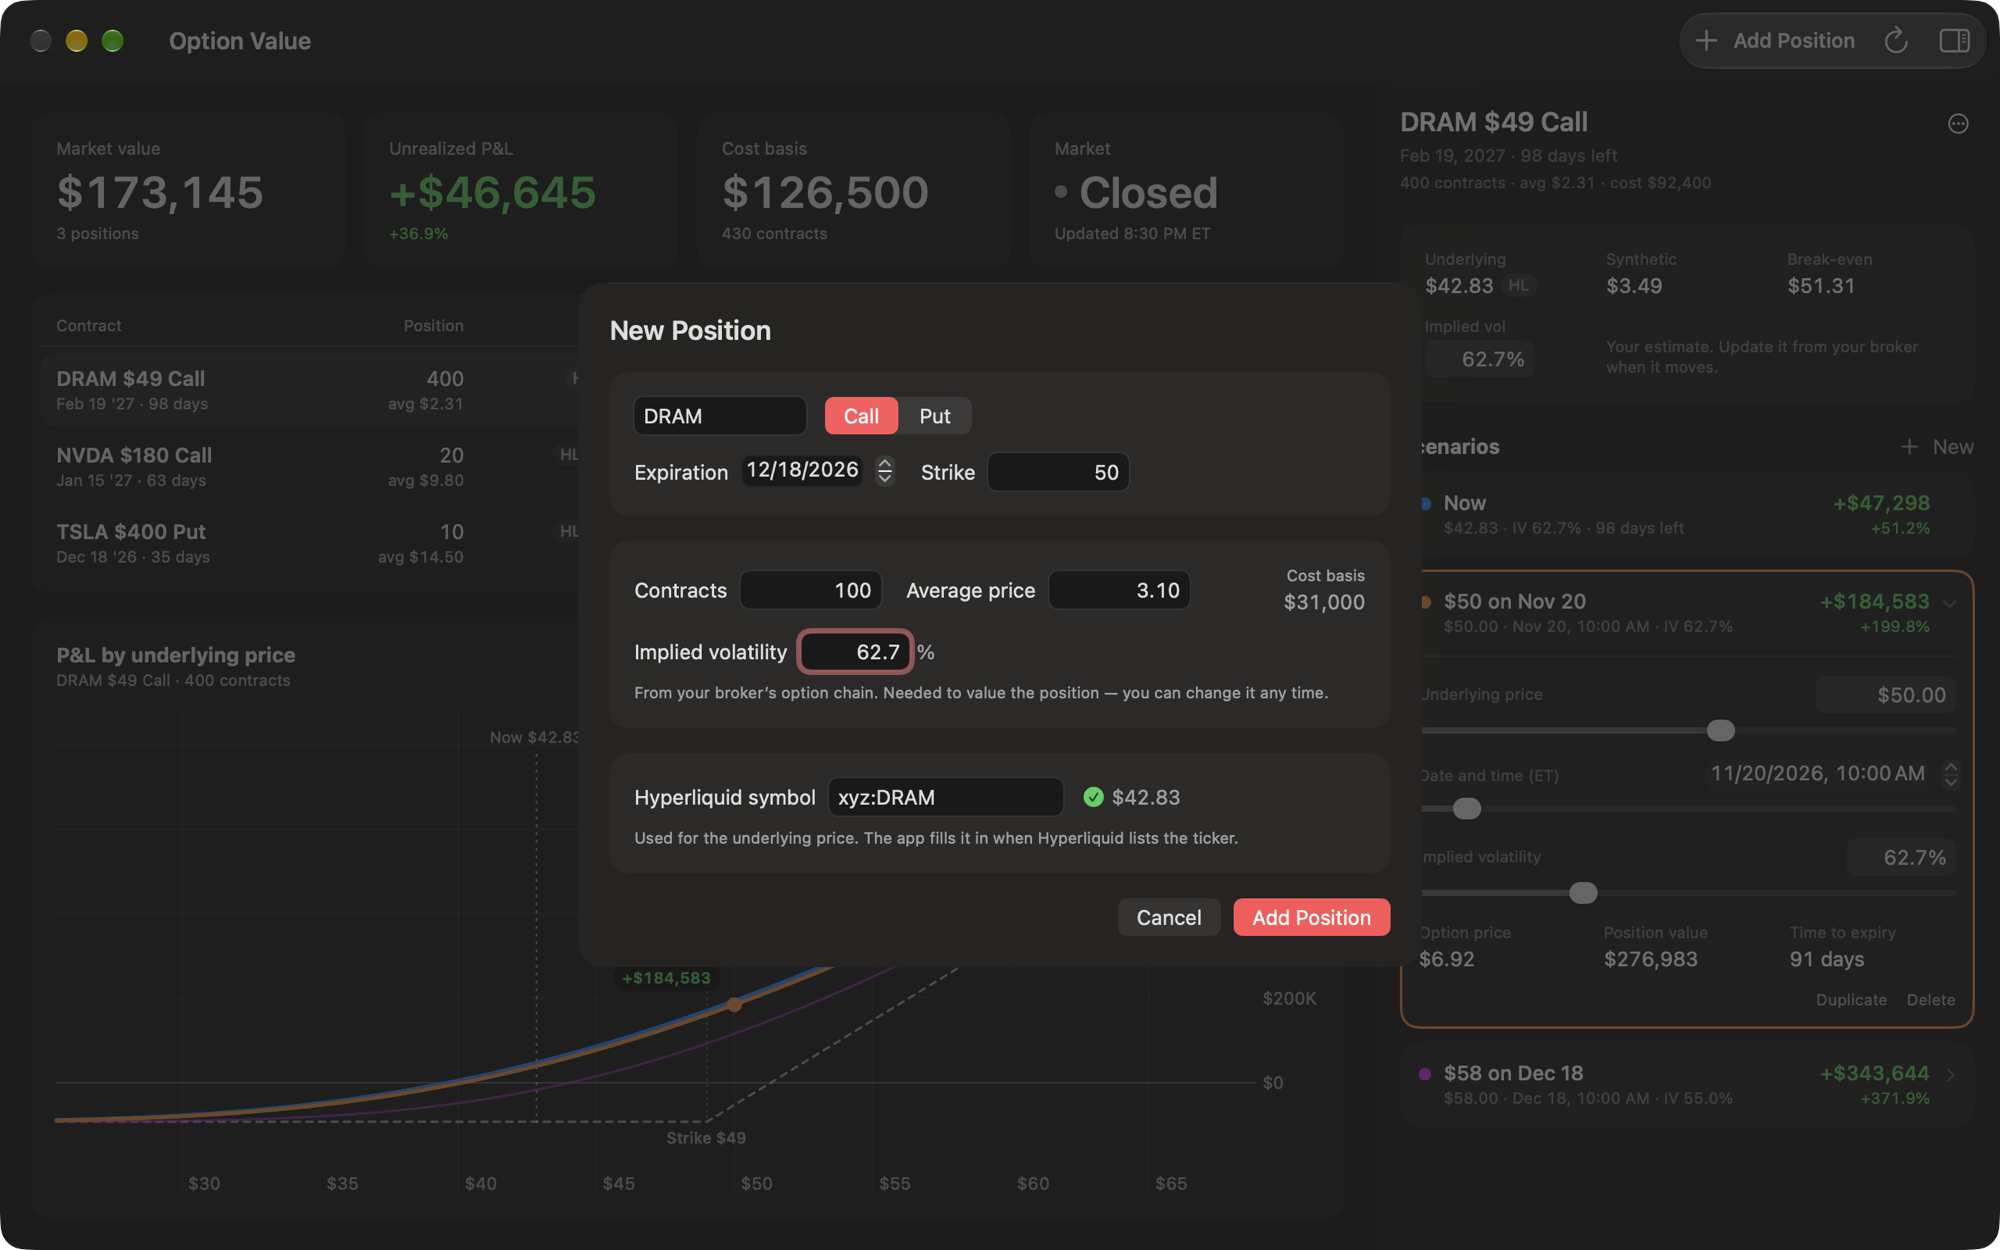 Option Value
Add Position
Market value
$173,145
3 positions
Unrealized P&L
+$46,645
+36.9%
Cost basis
$126,500
430 contracts
Market
Closed
Updated 8:30 PM ET
Contract
Position
DRAM $49 Call
400
Feb 19 '27 · 98 days
avg $2.31
NVDA $180 Call
20
HL
Jan 15 '27 · 63 days
avg $9.80
TSLA $400 Put
10
HL
Dec 18 '26 · 35 days
avg $14.50
P&L by underlying price
DRAM $49 Call · 400 contracts
Now $42.83
+$184,583
Strike $49
$200K
$0
$30
$35
$40
$45
$50
$55
$60
$65
New Position
DRAM
Call
Put
Expiration
12/18/2026
Strike
50
Contracts
100
Average price
3.10
Cost basis
$31,000
Implied volatility
62.7
%
From your broker’s option chain. Needed to value the position — you can change it any time.
Hyperliquid symbol
xyz:DRAM
$42.83
Used for the underlying price. The app fills it in when Hyperliquid lists the ticker.
Cancel
Add Position
DRAM $49 Call
Feb 19, 2027 · 98 days left
400 contracts · avg $2.31 · cost $92,400
Underlying
$42.83 HL
Synthetic
$3.49
Break-even
$51.31
Implied vol
62.7%
Your estimate. Update it from your broker
when it moves.
cenarios
New
Now
+$47,298
$42.83 · IV 62.7% · 98 days left
+51.2%
$50 on Nov 20
+$184,583
$50.00 · Nov 20, 10:00 AM · IV 62.7%
+199.8%
Underlying price
$50.00
Date and time (ET)
11/20/2026, 10:00 AM
mplied volatility
62.7%
Option price
$6.92
Position value
$276,983
Time to expiry
91 days
Duplicate
Delete
$58 on Dec 18
+$343,644
$58.00 · Dec 18, 10:00 AM · IV 55.0%
+371.9%